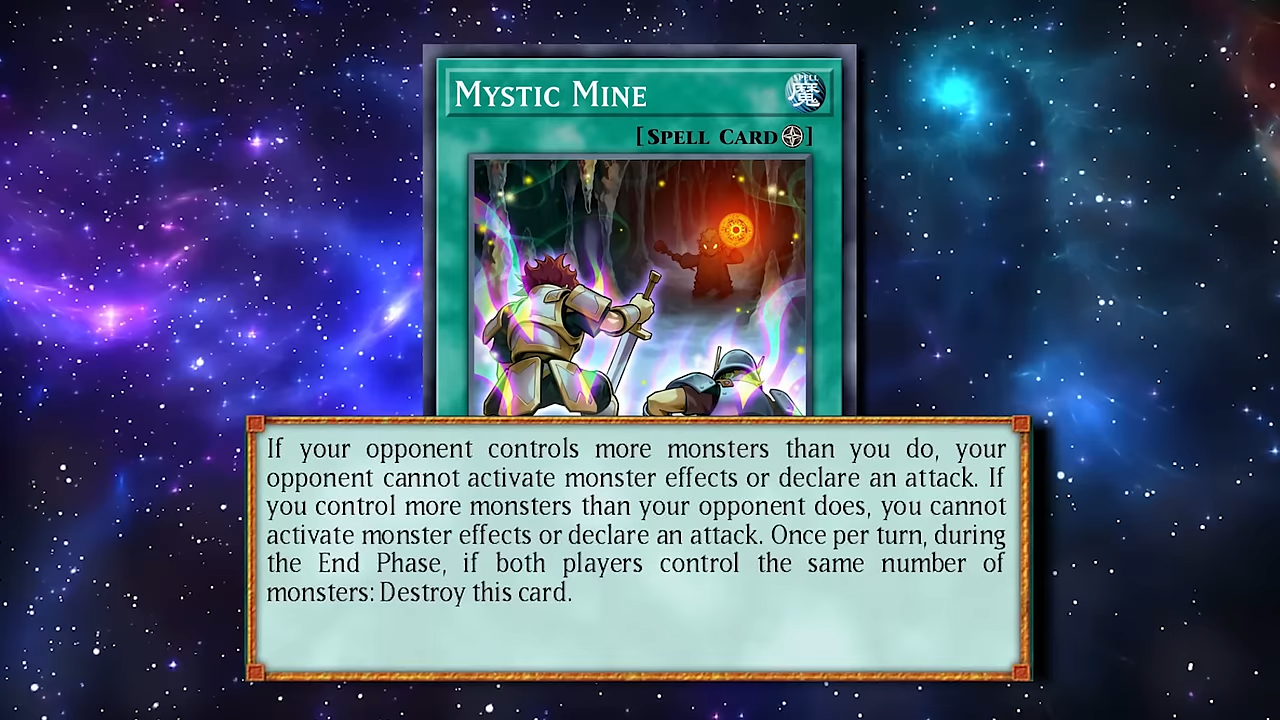 MYSTIC MINE
SPELL
魔
[SPELL CARD]
If your opponent controls more monsters than you do, your
opponent cannot activate monster effects or declare an attack. If
you control more monsters than your opponent does, you cannot
activate monster effects or declare an attack. Once per turn, during
the End Phase, if both players control the same number of
monsters: Destroy this card.